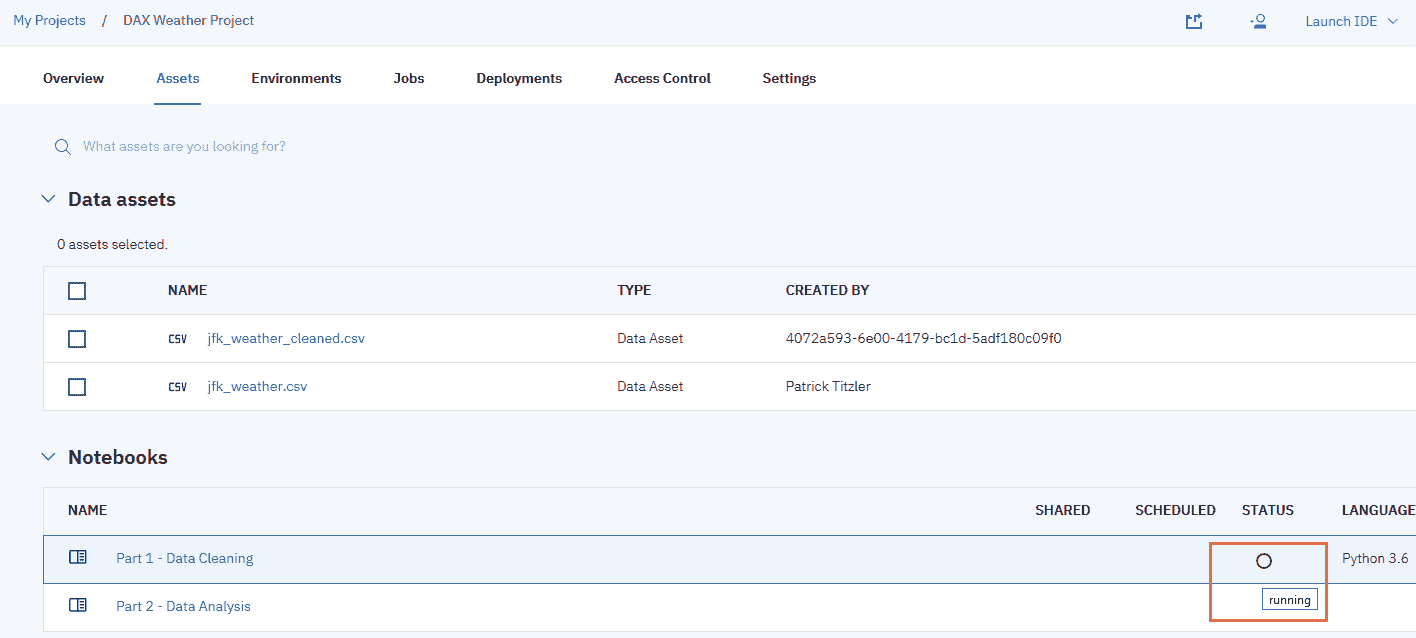 My Projects / DAX Weather Project Launch IDE
Overview Assets Environments Jobs Deployments Access Control Settings
What assets are you looking for?
Data assets
0 assets selected.
NAME TYPE CREATED BY
CSV jfk_weather_cleaned.csv Data Asset 4072a593-6e00-4179-bc1d-5adf180c09f0
CSV jfk_weather.csv Data Asset Patrick Titzler
Notebooks
NAME SHARED SCHEDULED STATUS LANGUAGE
Part 1 - Data Cleaning Python 3.6
running
Part 2 - Data Analysis